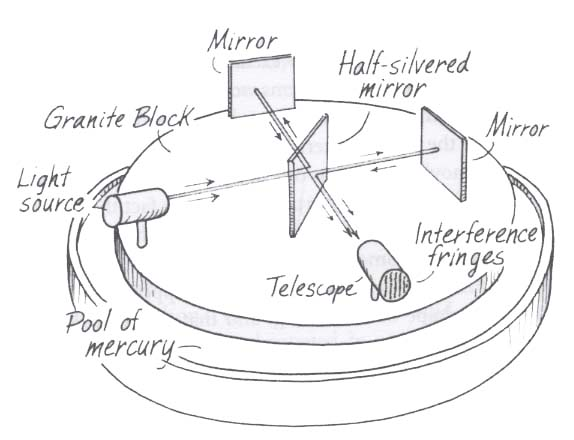 Mirror
Half-silvered
mirror
Granite Block
Mirror
Light
source
Interference
fringes
Telescope
Pool of
mercury